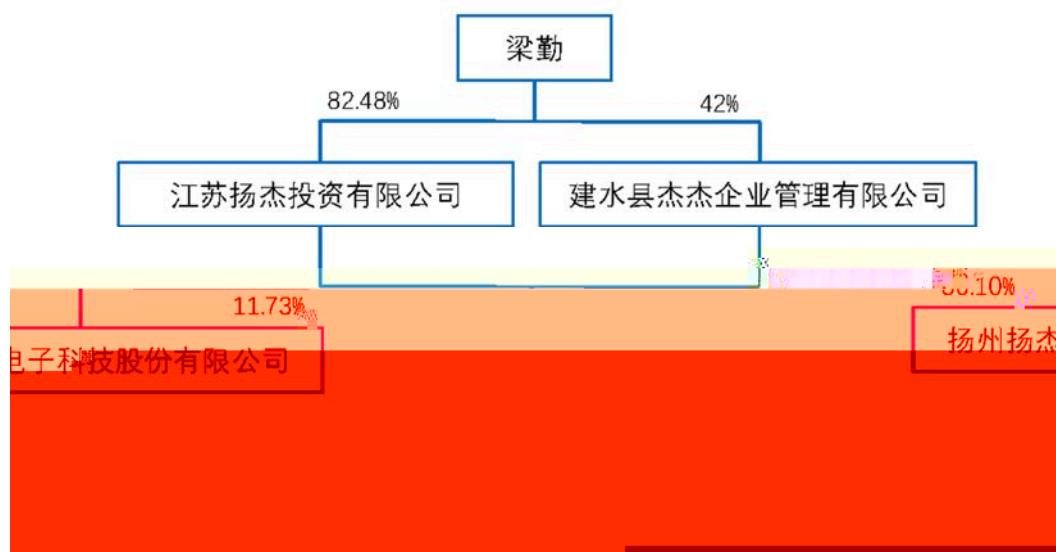 梁勤
82.48%
42%
江苏扬杰投资有限公司
建水县杰杰企业管理有限公司
11.73%
.10%
电子科技股份有限公司
扬州扬杰